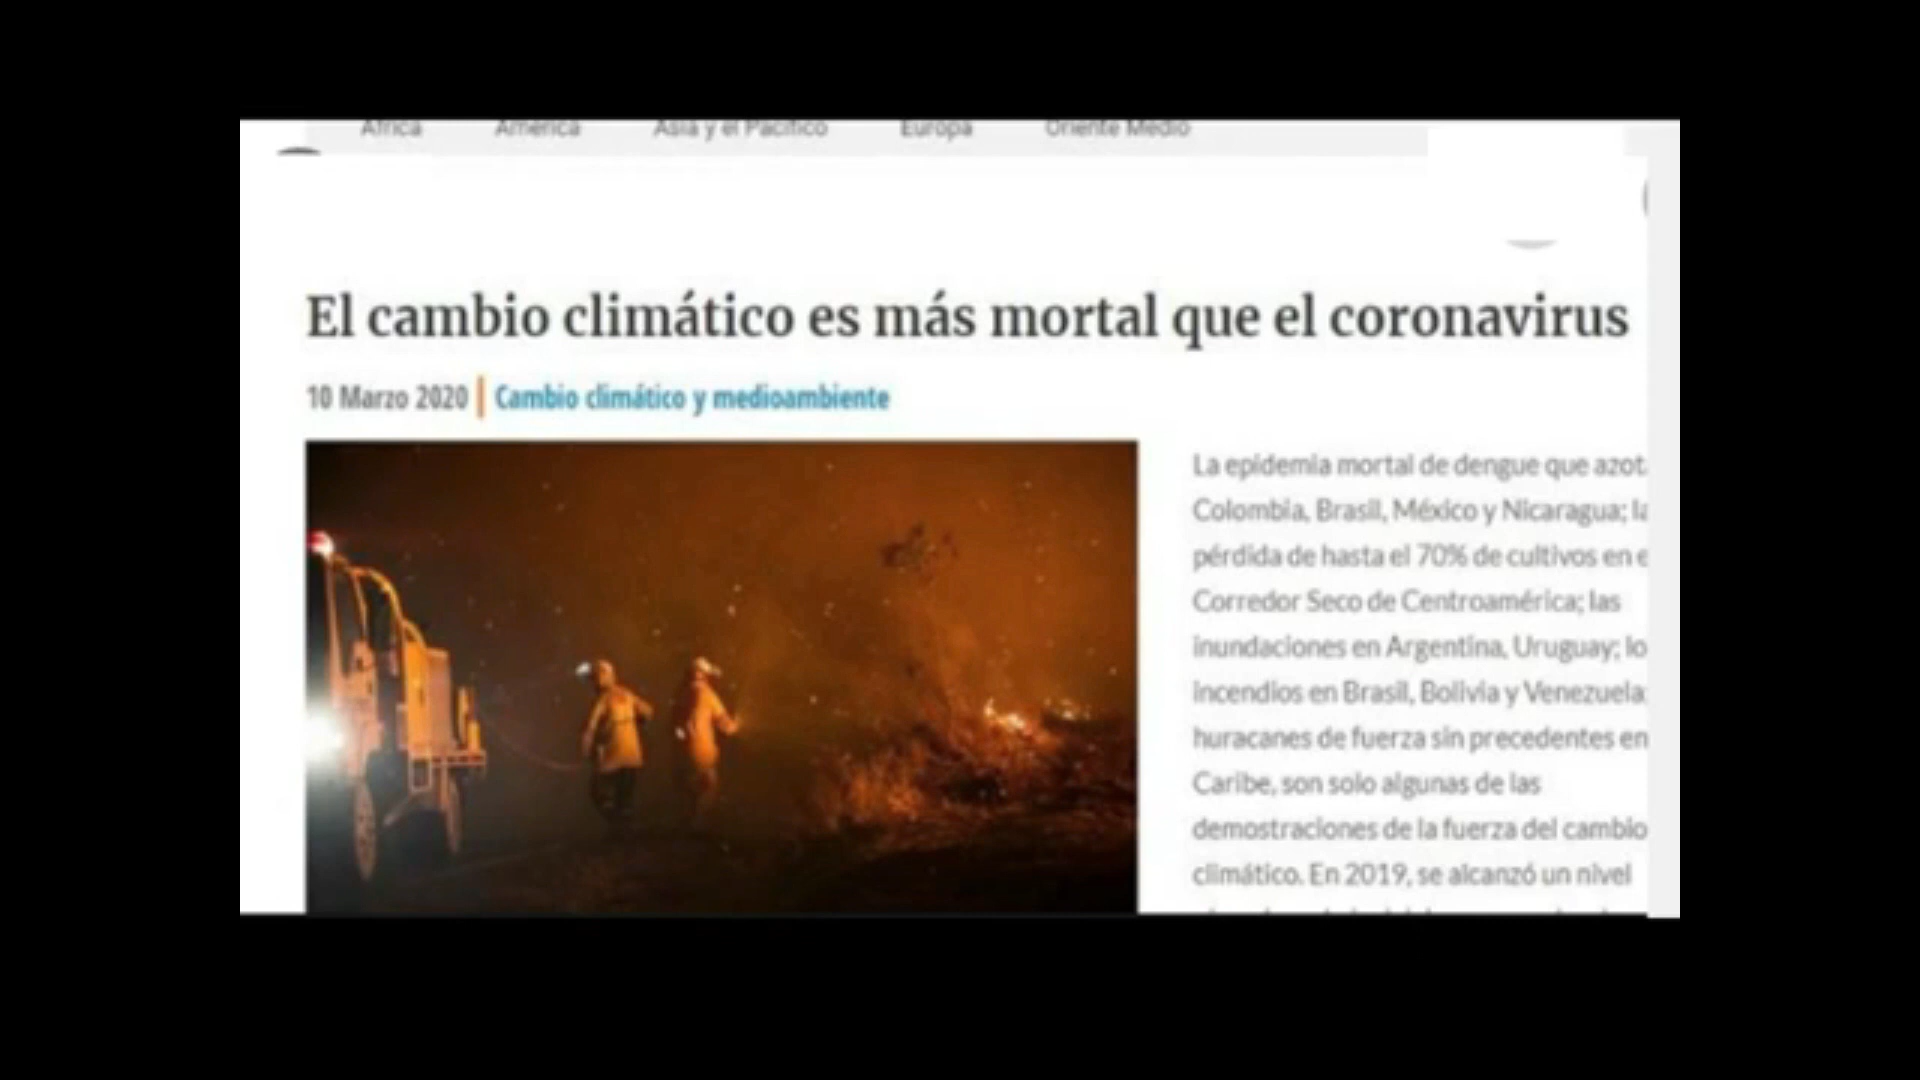 África América Asia y el Pacífico Europa Oriente Medio
El cambio climático es más mortal que el coronavirus
10 Marzo 2020 | Cambio climático y medioambiente
La epidemia mortal de dengue que azot
Colombia, Brasil, México y Nicaragua; la
pérdida de hasta el 70% de cultivos en e
Corredor Seco de Centroamérica; las
inundaciones en Argentina, Uruguay; lo
incendios en Brasil, Bolivia y Venezuela;
huracanes de fuerza sin precedentes en
Caribe, son solo algunas de las
demostraciones de la fuerza del cambio
climático. En 2019, se alcanzó un nivel